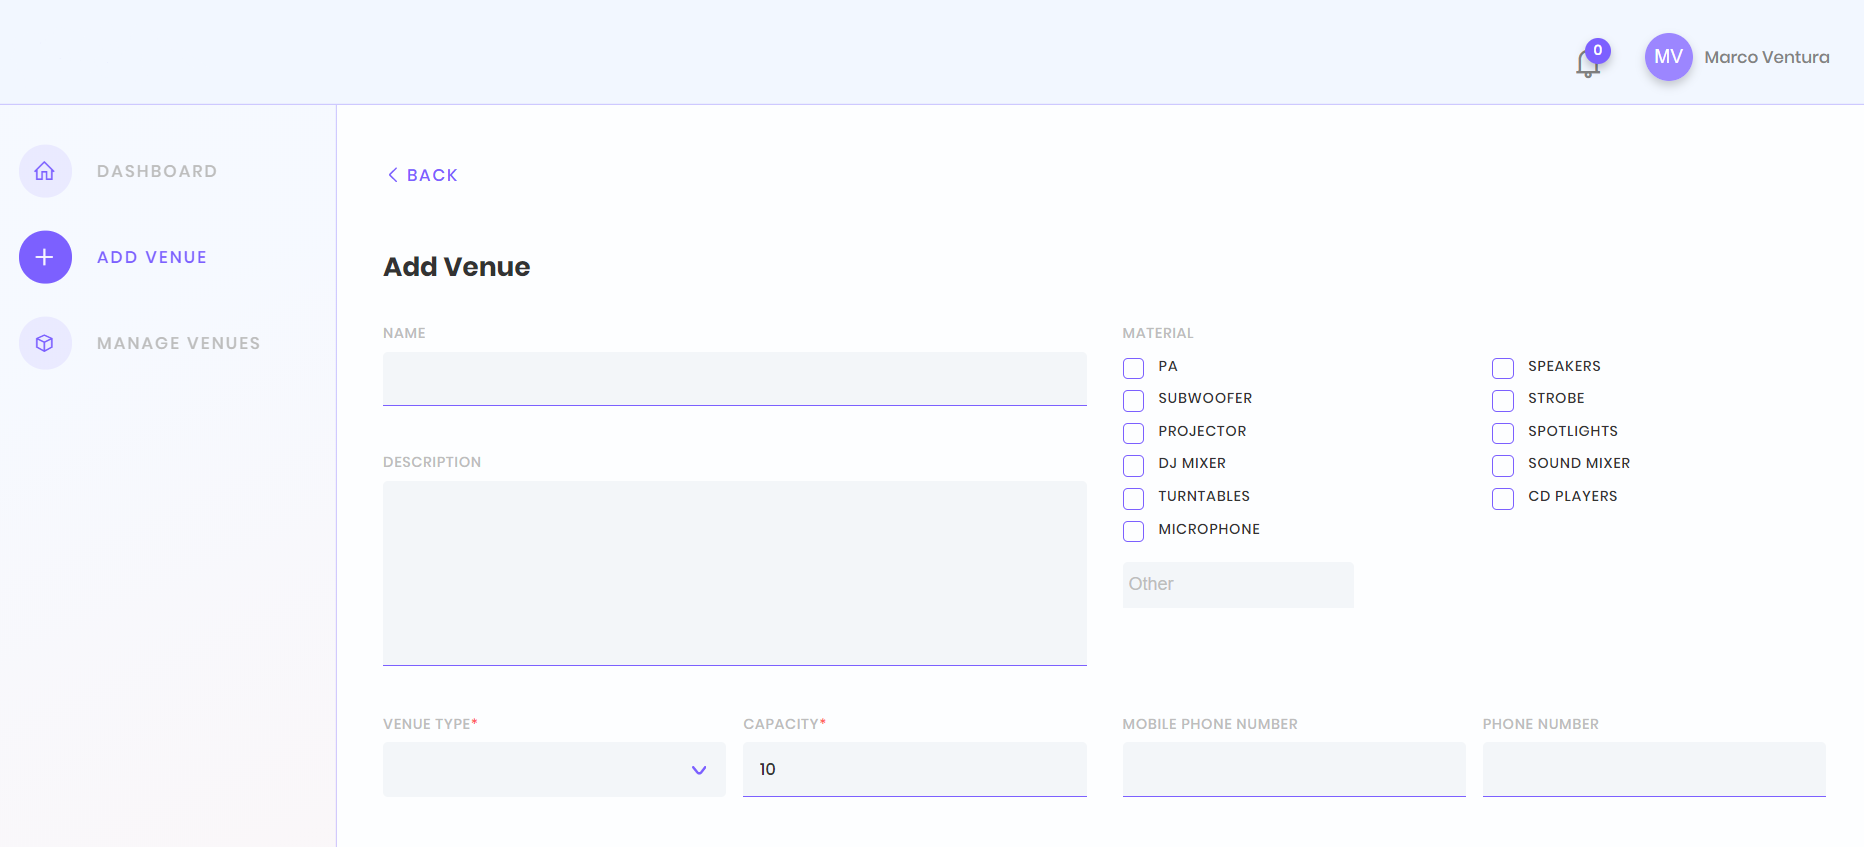 0
MV
Marco Ventura
DASHBOARD
ADD VENUE
MANAGE VENUES
BACK
Add Venue
NAME
DESCRIPTION
MATERIAL
PA
SUBWOOFER
PROJECTOR
DJ MIXER
TURNTABLES
MICROPHONE
SPEAKERS
STROBE
SPOTLIGHTS
SOUND MIXER
CD PLAYERS
Other
VENUE TYPE*
CAPACITY*
10
MOBILE PHONE NUMBER
PHONE NUMBER